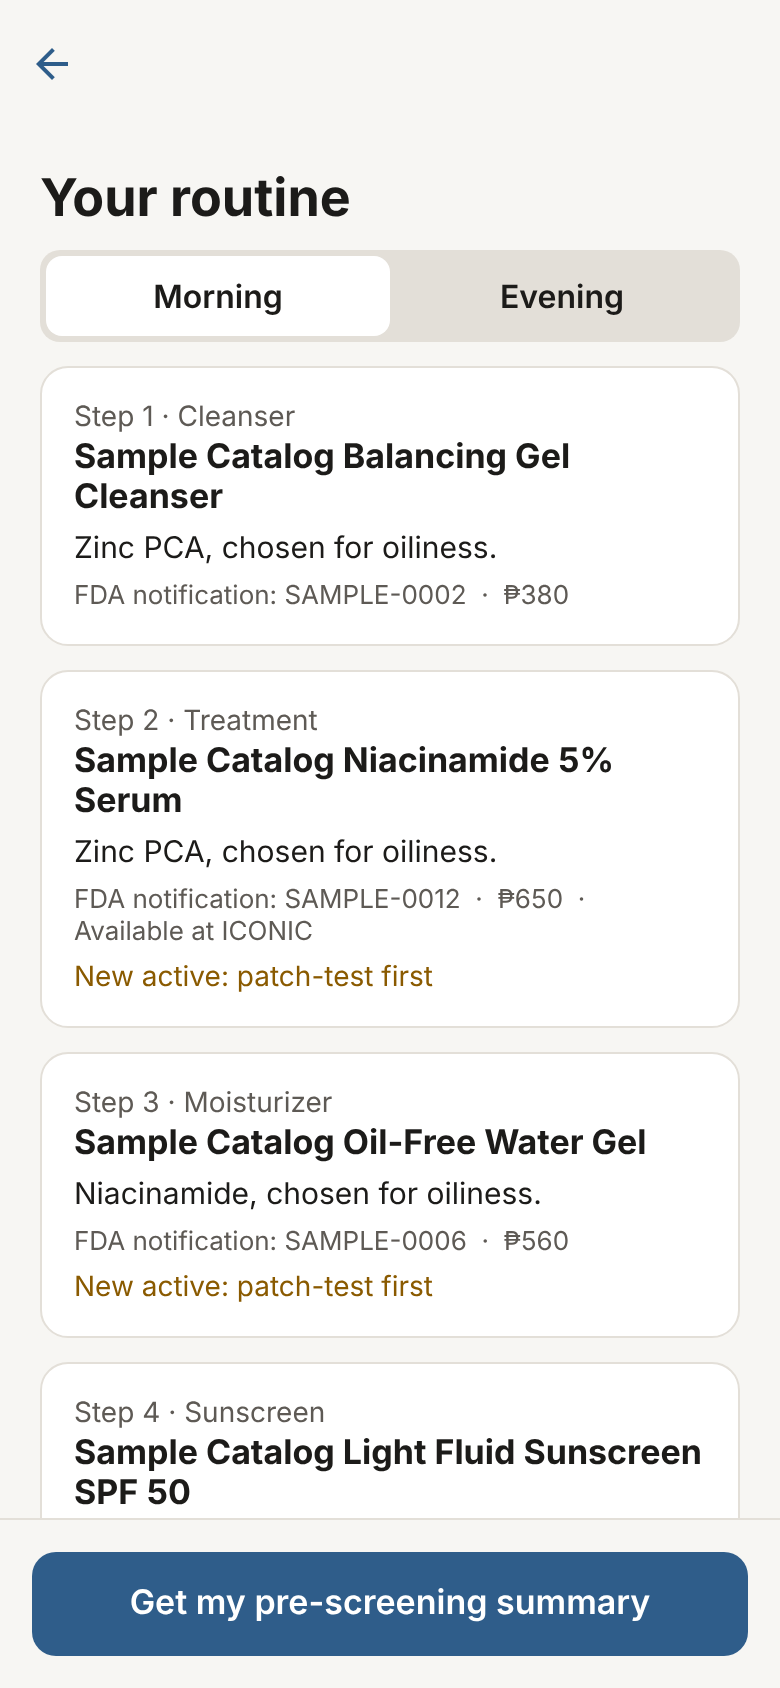 Your routine
Morning
Evening
Step 1 · Cleanser
Sample Catalog Balancing Gel
Cleanser
Zinc PCA, chosen for oiliness.
FDA notification: SAMPLE-0002 · ₱380
Step 2 · Treatment
Sample Catalog Niacinamide 5%
Serum
Zinc PCA, chosen for oiliness.
FDA notification: SAMPLE-0012 · ₱650 ·
Available at ICONIC
New active: patch-test first
Step 3 · Moisturizer
Sample Catalog Oil-Free Water Gel
Niacinamide, chosen for oiliness.
FDA notification: SAMPLE-0006 · ₱560
New active: patch-test first
Step 4 · Sunscreen
Sample Catalog Light Fluid Sunscreen
SPF 50
Get my pre-screening summary